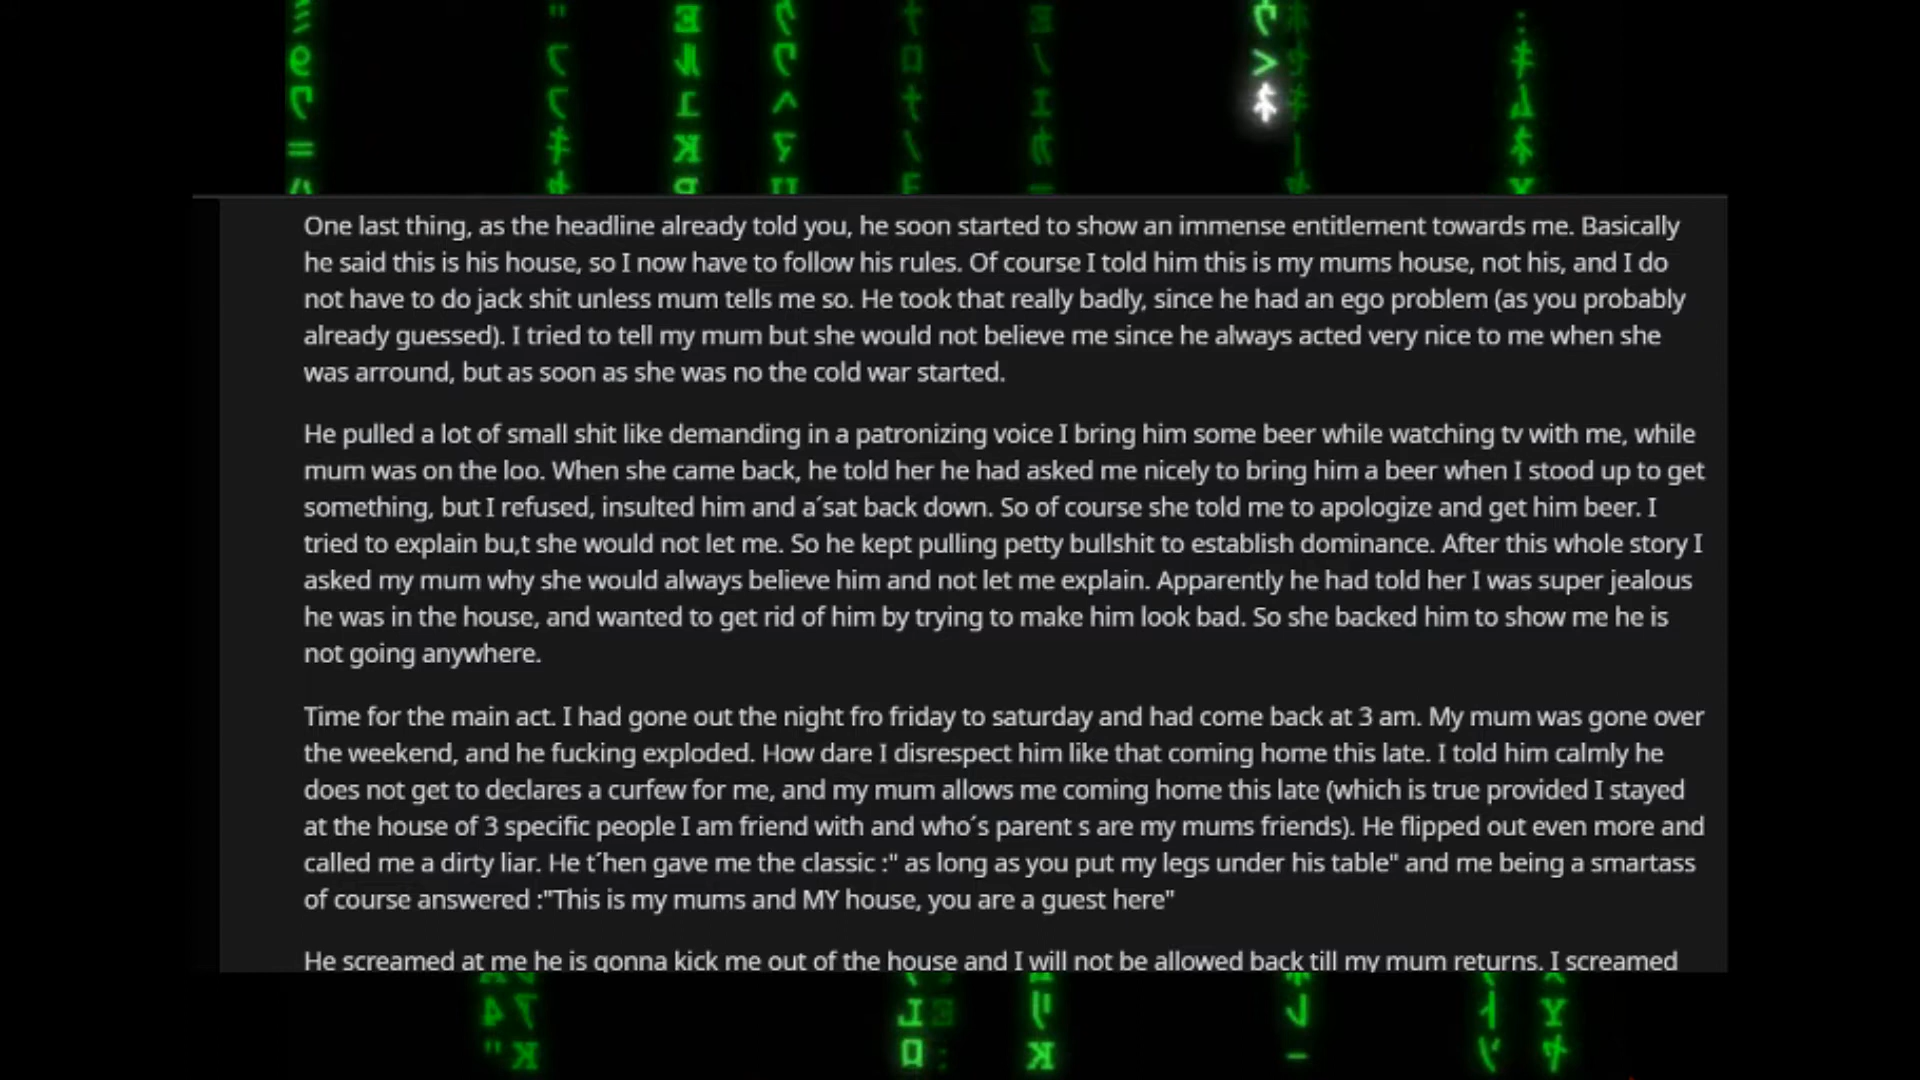 One last thing, as the headline already told you, he soon started to show an immense entitlement towards me. Basically
he said this is his house, so I now have to follow his rules. Of course I told him this is my mums house, not his, and I do
not have to do jack shit unless mum tells me so. He took that really badly, since he had an ego problem (as you probably
already guessed). I tried to tell my mum but she would not believe me since he always acted very nice to me when she
was arround, but as soon as she was no the cold war started.
He pulled a lot of small shit like demanding in a patronizing voice I bring him some beer while watching tv with me, while
mum was on the loo. When she came back, he told her he had asked me nicely to bring him a beer when I stood up to get
something, but I refused, insulted him and a´sat back down. So of course she told me to apologize and get him beer. I
tried to explain bu,t she would not let me. So he kept pulling petty bullshit to establish dominance. After this whole story I
asked my mum why she would always believe him and not let me explain. Apparently he had told her I was super jealous
he was in the house, and wanted to get rid of him by trying to make him look bad. So she backed him to show me he is
not going anywhere.
Time for the main act. I had gone out the night fro friday to saturday and had come back at 3 am. My mum was gone over
the weekend, and he fucking exploded. How dare I disrespect him like that coming home this late. I told him calmly he
does not get to declares a curfew for me, and my mum allows me coming home this late (which is true provided I stayed
at the house of 3 specific people I am friend with and who´s parent s are my mums friends). He flipped out even more and
called me a dirty liar. He t´hen gave me the classic :" as long as you put my legs under his table" and me being a smartass
of course answered :"This is my mums and MY house, you are a guest here"
He screamed at me he is gonna kick me out of the house and I will not be allowed back till my mum returns. I screamed